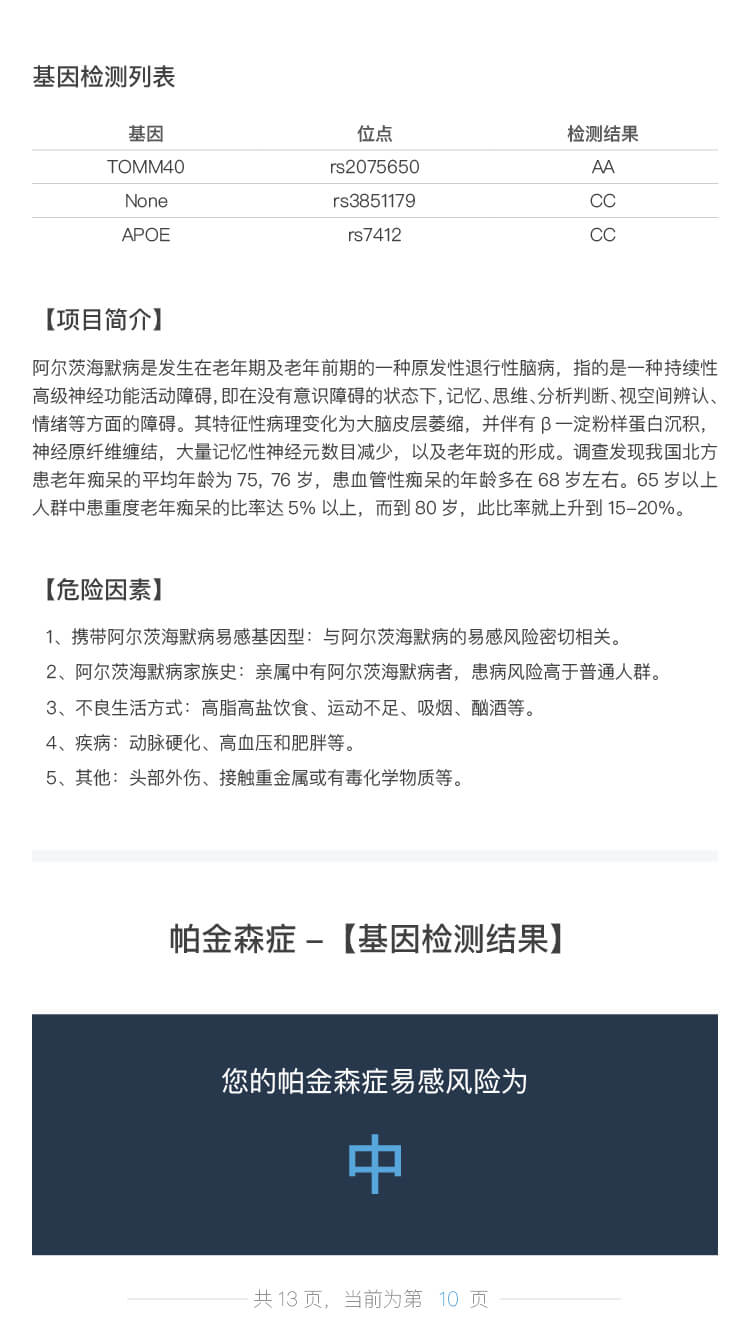 基因检测列表
基因 位点 检测结果
TOMM40 rs2075650 AA
None rs3851179 CC
APOE rs7412 CC
【项目简介】
阿尔茨海默病是发生在老年期及老年前期的一种原发性退行性脑病，指的是一种持续性
高级神经功能活动障碍,即在没有意识障碍的状态下,记忆、思维、分析判断、视空间辨认、
情绪等方面的障碍。其特征性病理变化为大脑皮层萎缩，并伴有 β 一淀粉样蛋白沉积，
神经原纤维缠结，大量记忆性神经元数目减少，以及老年斑的形成。调查发现我国北方
患老年痴呆的平均年龄为 75, 76 岁，患血管性痴呆的年龄多在 68 岁左右。65 岁以上
人群中患重度老年痴呆的比率达 5% 以上，而到 80 岁，此比率就上升到 15-20%。
【危险因素】
1、携带阿尔茨海默病易感基因型：与阿尔茨海默病的易感风险密切相关。
2、阿尔茨海默病家族史：亲属中有阿尔茨海默病者，患病风险高于普通人群。
3、不良生活方式：高脂高盐饮食、运动不足、吸烟、酗酒等。
4、疾病：动脉硬化、高血压和肥胖等。
5、其他：头部外伤、接触重金属或有毒化学物质等。
帕金森症 –【基因检测结果】
您的帕金森症易感风险为
中
共 13 页，当前为第 10 页